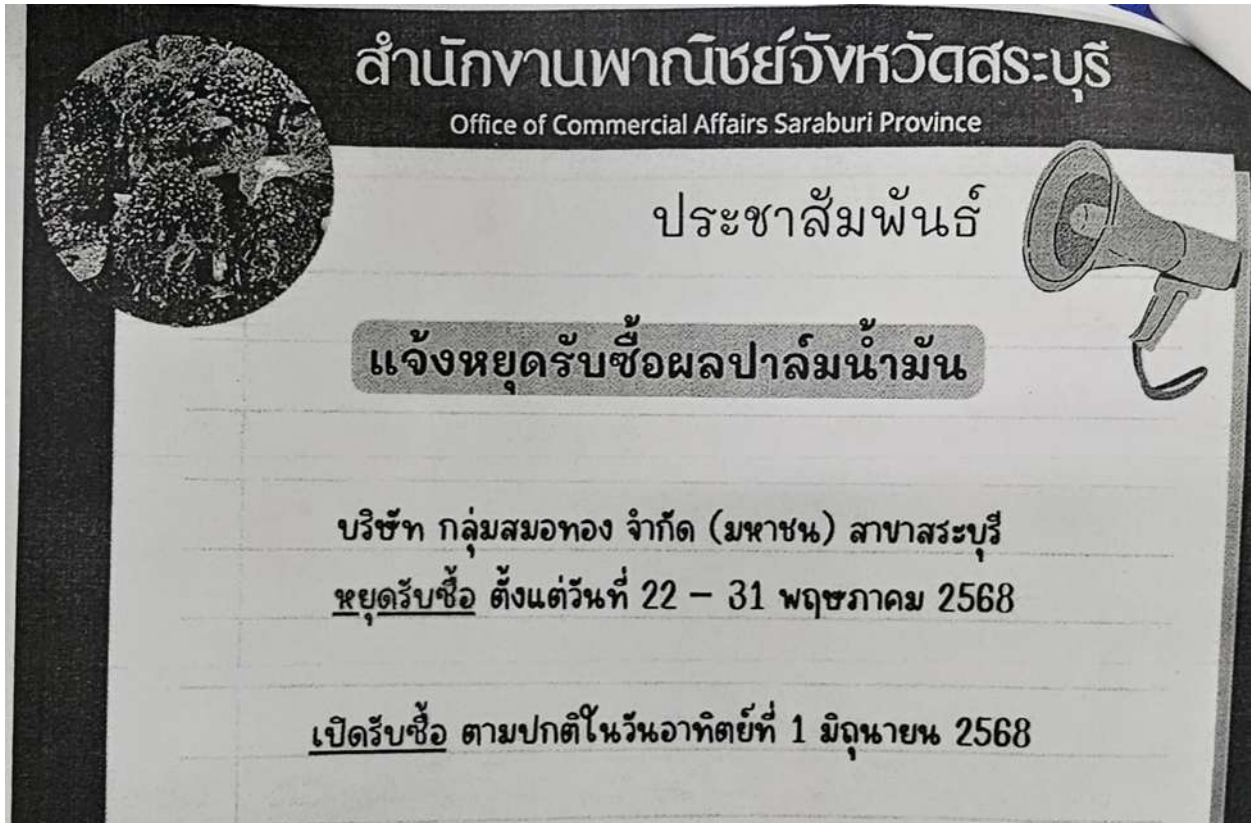 สำนักงานพาณิชย์จังหวัดสระบุรี
Office of Commercial Affairs Saraburi Province
ประชาสัมพันธ์
แจ้งหยุดรับซื้อผลปาล์มน้ำมัน
บริษัท กลุ่มสมอทอง จำกัด (มหาชน) สาขาสระบุรี
หยุดรับซื้อ ตั้งแต่วันที่ 22 – 31 พฤษภาคม 2568
เปิดรับซื้อ ตามปกติในวันอาทิตย์ที่ 1 มิถุนายน 2568